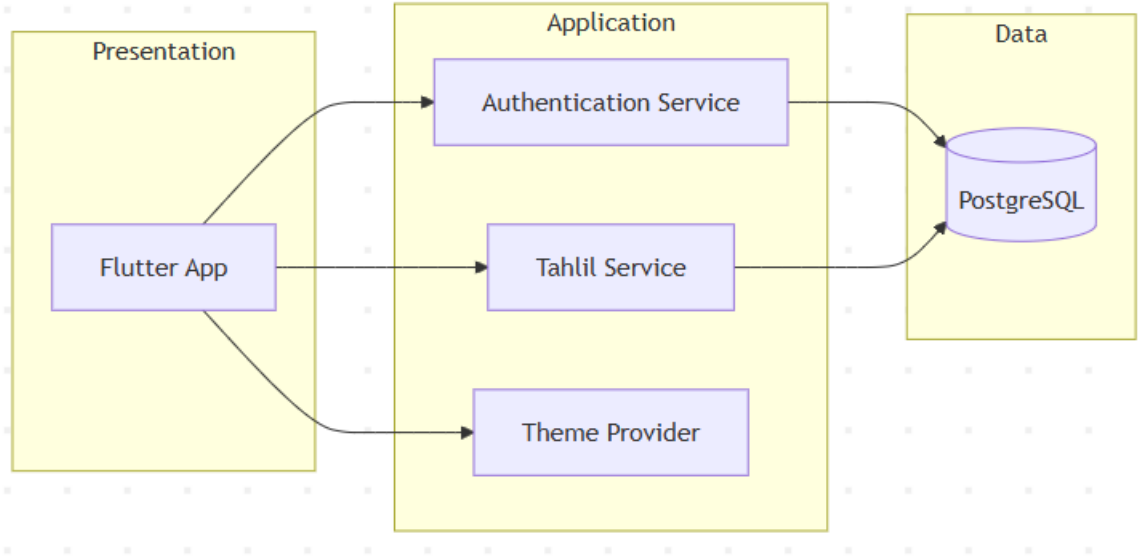 Presentation
Flutter App
Application
Authentication Service
Tahlil Service
Theme Provider
Data
PostgreSQL